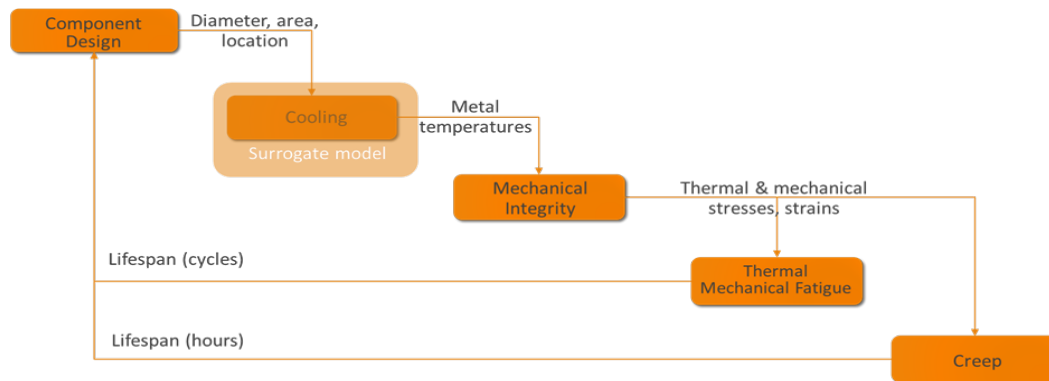 Component
Design
Diameter, area,
location
Cooling
Surrogate model
Metal
temperatures
Mechanical
Integrity
Thermal & mechanical
stresses, strains
Lifespan (cycles)
Thermal
Mechanical Fatigue
Lifespan (hours)
Creep